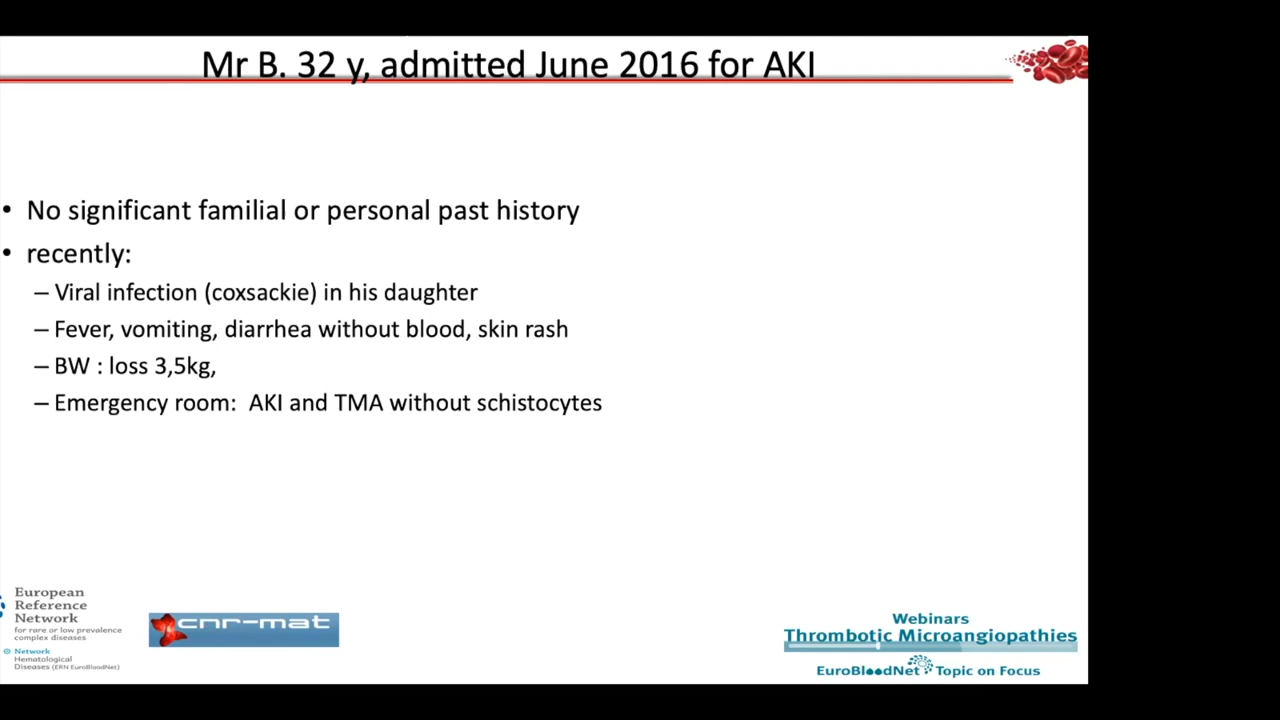 Mr B. 32 y, admitted June 2016 for AKI
• No significant familial or personal past history
• recently:
– Viral infection (coxsackie) in his daughter
– Fever, vomiting, diarrhea without blood, skin rash
– BW : loss 3,5kg,
– Emergency room:  AKI and TMA without schistocytes
European
Reference
Network
for rare or low prevalence
complex diseases
Network
Hematological
Diseases (ERN EuroBloodNet)
cnr-mat
Webinars
Thrombotic Microangiopathies
EuroBloodNet Topic on Focus